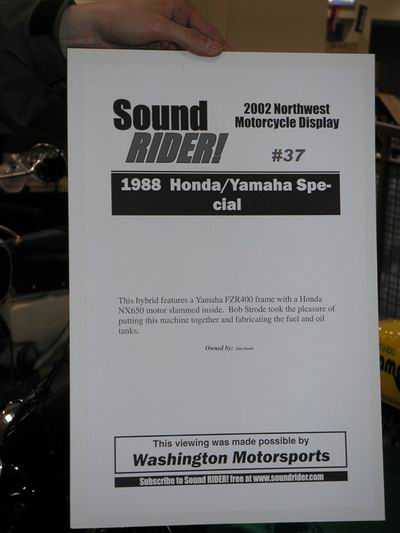 Sound
RIDER!
2002 Northwest
Motorcycle Display
#37
1988 Honda/Yamaha Spe-
cial
This hybrid features a Yamaha FZR400 frame with a Honda
NX650 motor slammed inside. Bob Strode took the pleasure of
putting this machine together and fabricating the fuel and oil
tanks.
Owned by:
This viewing was made possible by
Washington Motorsports
Subscribe to Sound RIDER! free at www.soundrider.com